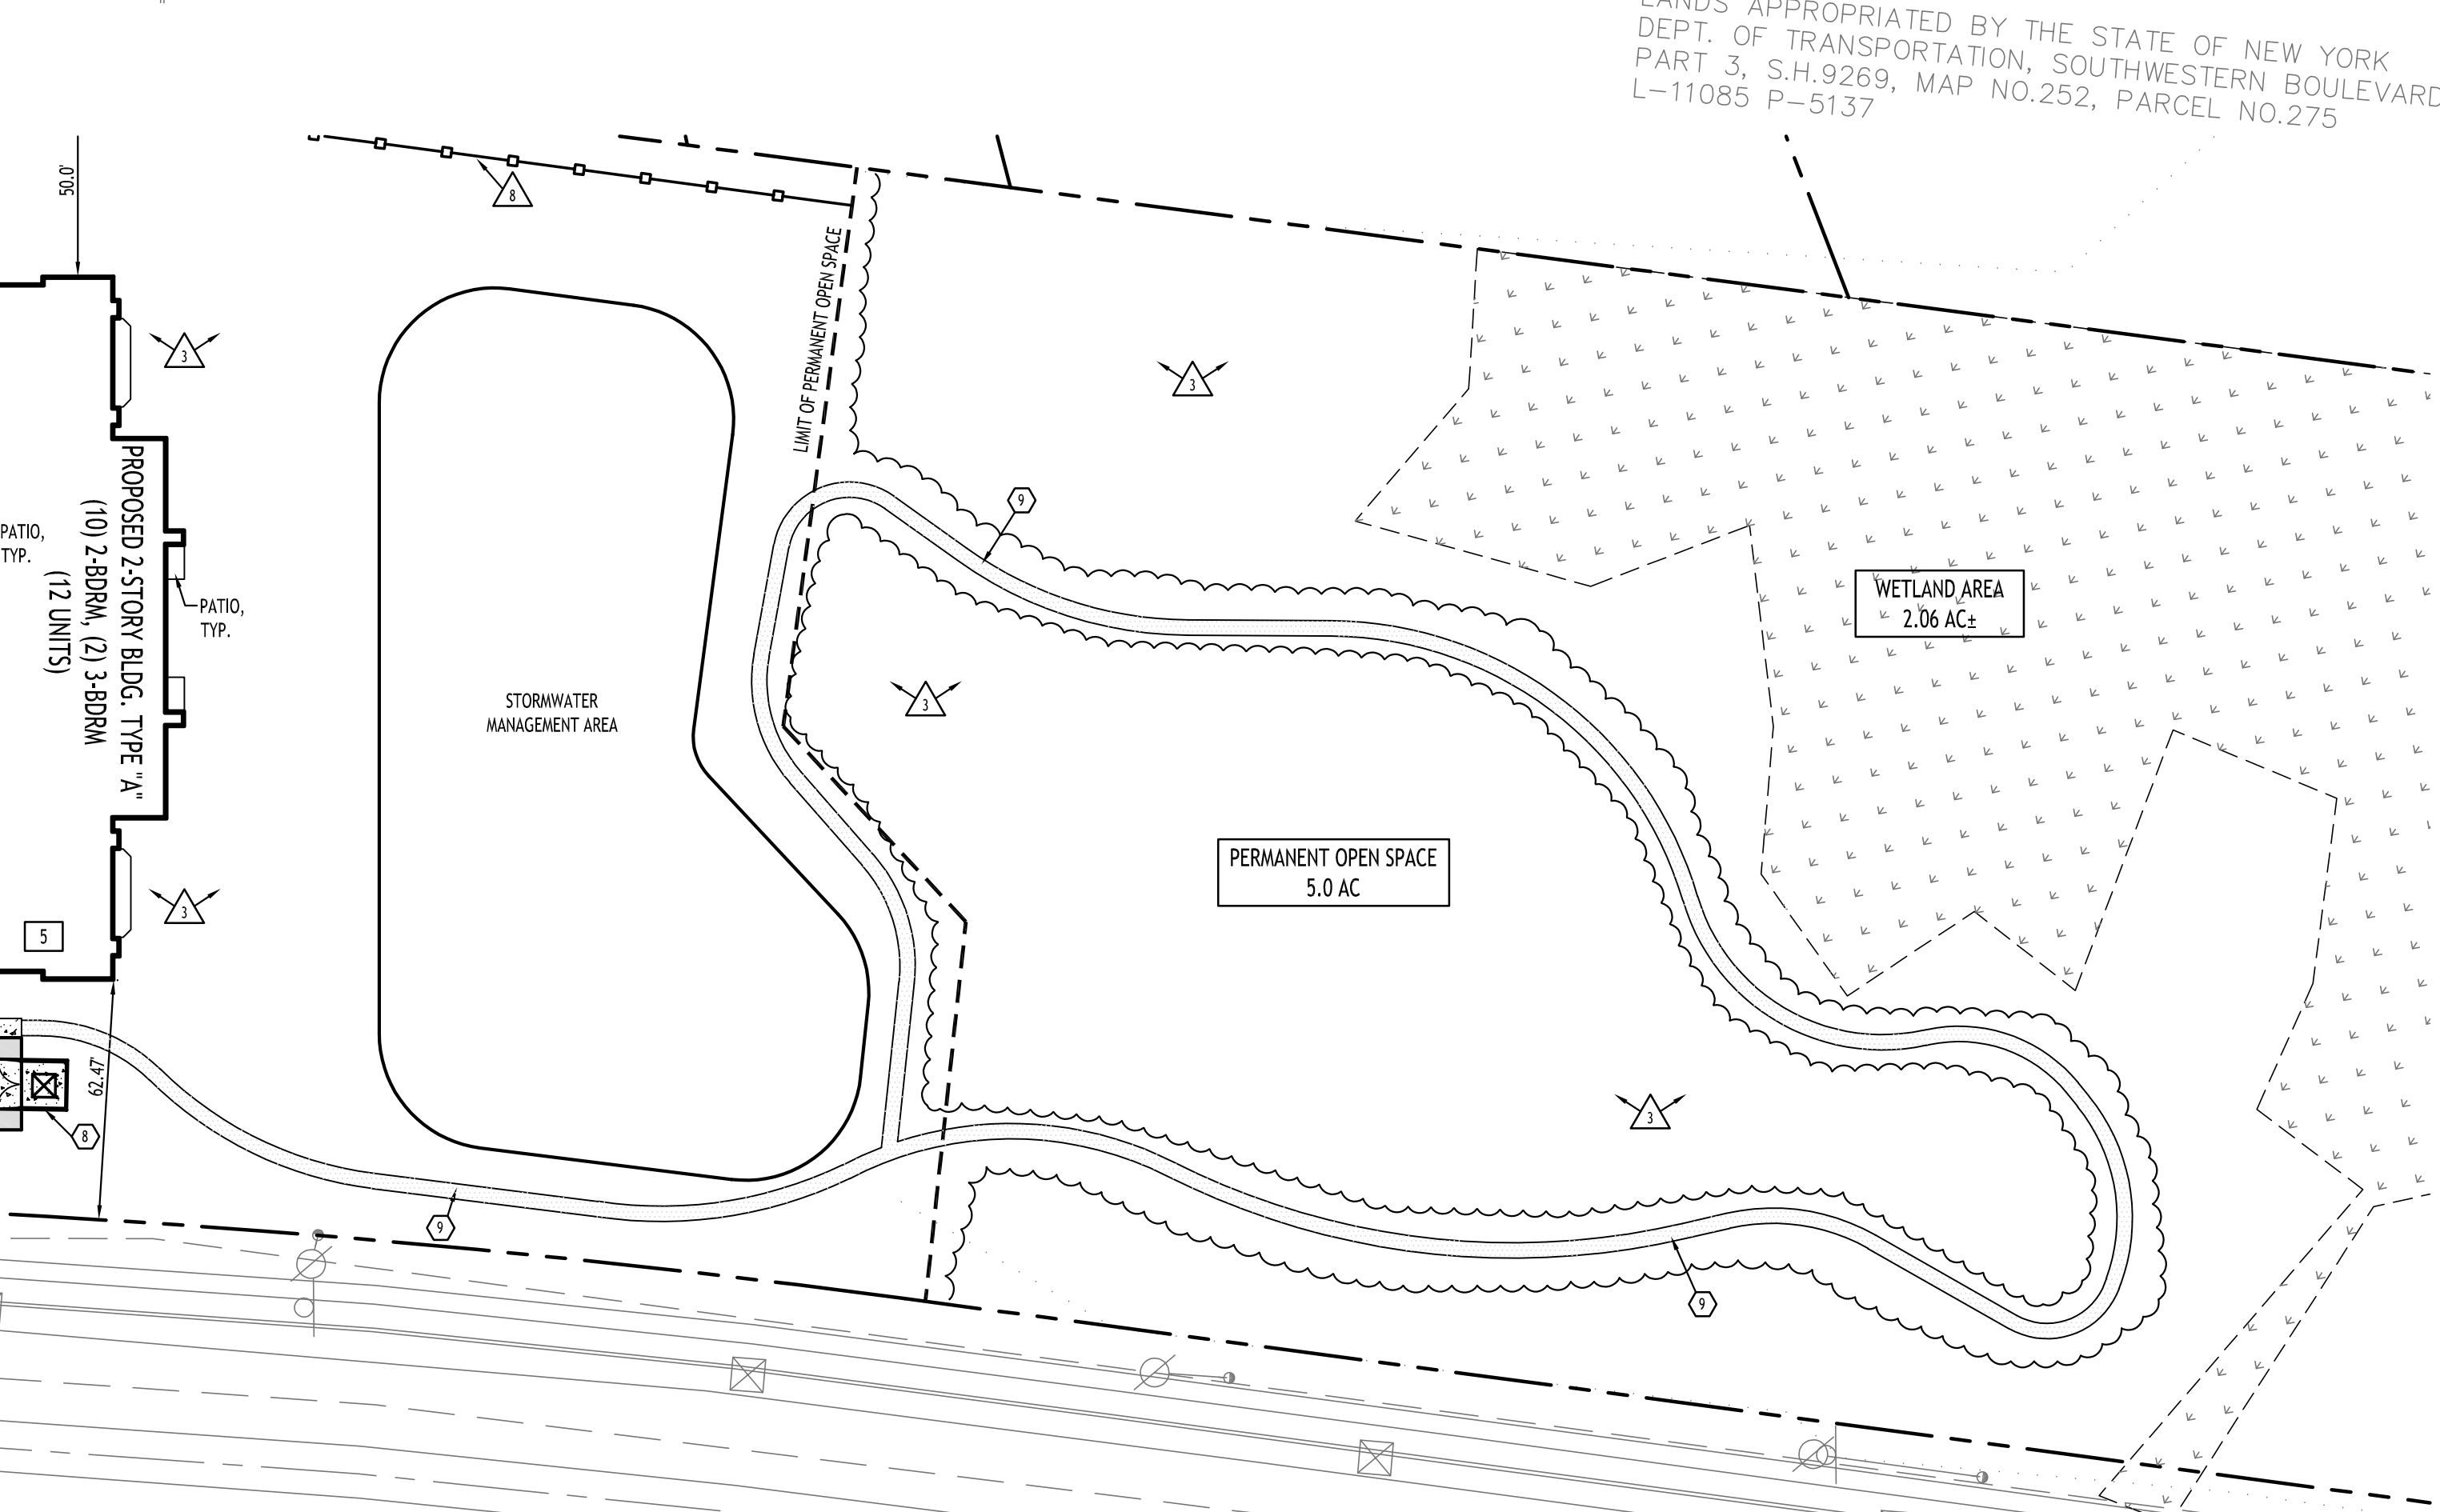 LANDS APPROPRIATED BY THE STATE OF NEW YORK
DEPT. OF TRANSPORTATION, SOUTHWESTERN BOULEVARD
PART 3, S.H.9269, MAP NO.252, PARCEL NO.275
L-11085 P-5137
50.0'
8
LIMIT OF PERMANENT OPEN SPACE
3
3
9
PROPOSED 2-STORY BLDG. TYPE "A"
(10) 2-BDRM, (2) 3-BDRM
(12 UNITS)
PATIO,
TYP.
PATIO,
TYP.
WETLAND AREA
2.06 AC±
STORMWATER
MANAGEMENT AREA
3
PERMANENT OPEN SPACE
5.0 AC
3
5
62.47'
8
3
9
9